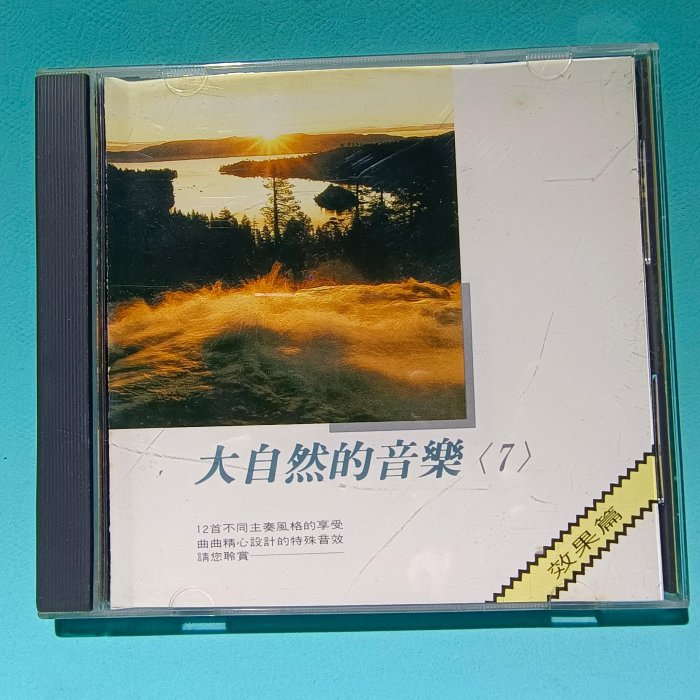 大自然的音樂〈7〉
12首不同主奏風格的享受
曲曲精心設計的特殊音效
請您聆賞————
效果篇